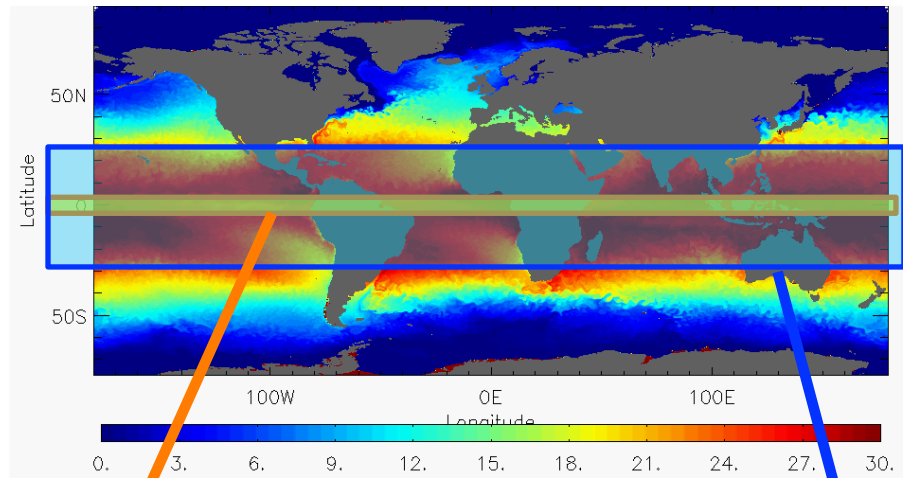 50N
Latitude
0
50S
100W 0E 100E
Longitude
0. 3. 6. 9. 12. 15. 18. 21. 24. 27. 30.